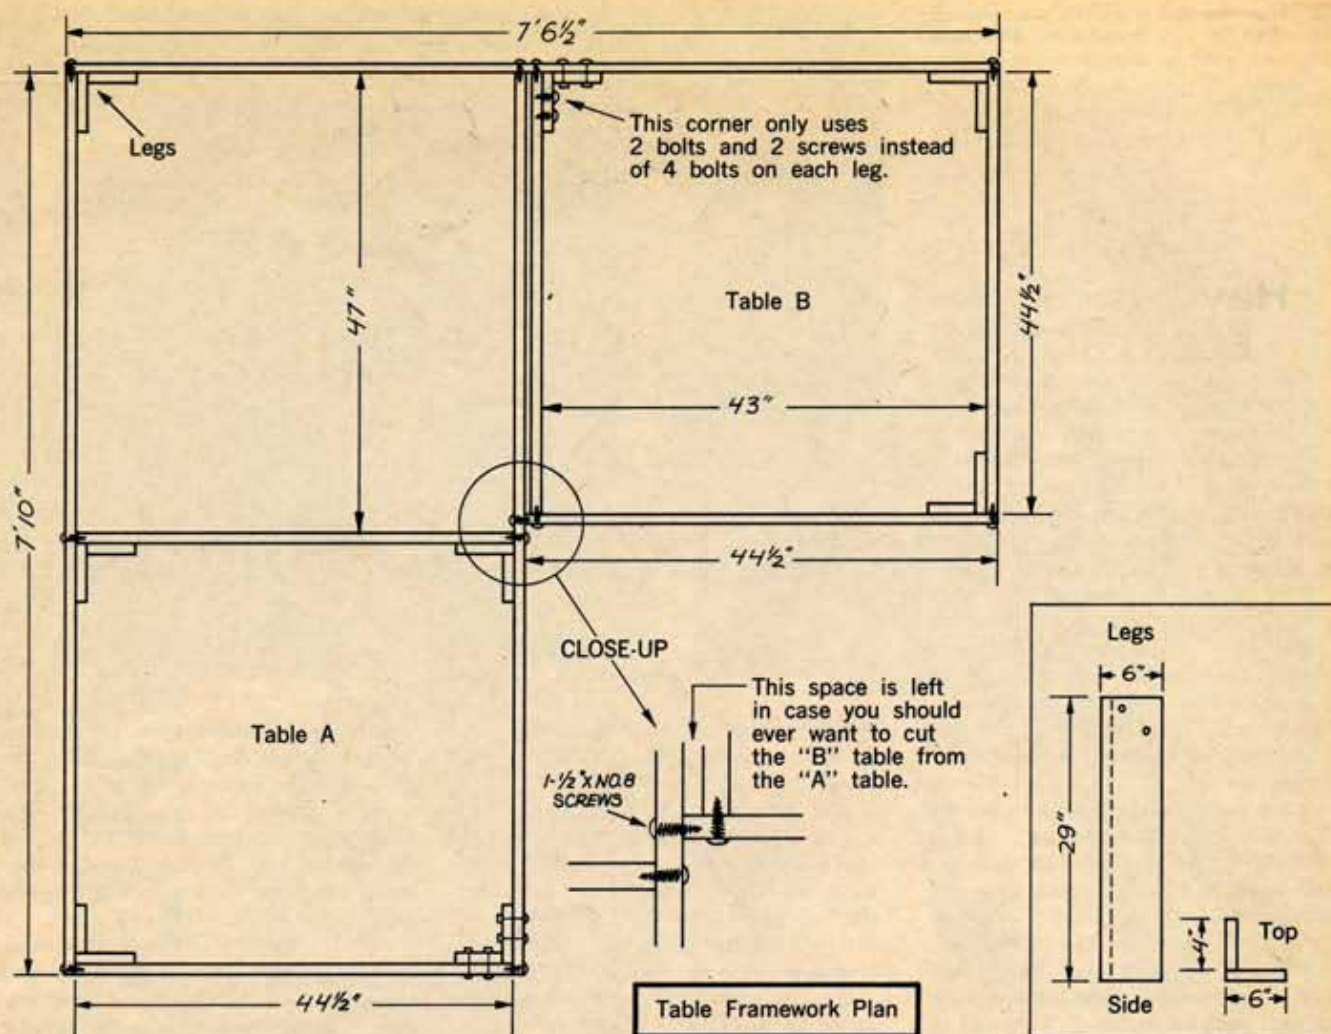 7'6½"
Legs
This corner only uses
2 bolts and 2 screws instead
of 4 bolts on each leg.
47"
Table B
44½"
43"
7'10"
44½"
CLOSE-UP
Legs
6"
This space is left
in case you should
ever want to cut
the "B" table from
the "A" table.
Table A
1-½"XNO.8
SCREWS
29"
4"
Top
6"
Side
44½"
Table Framework Plan